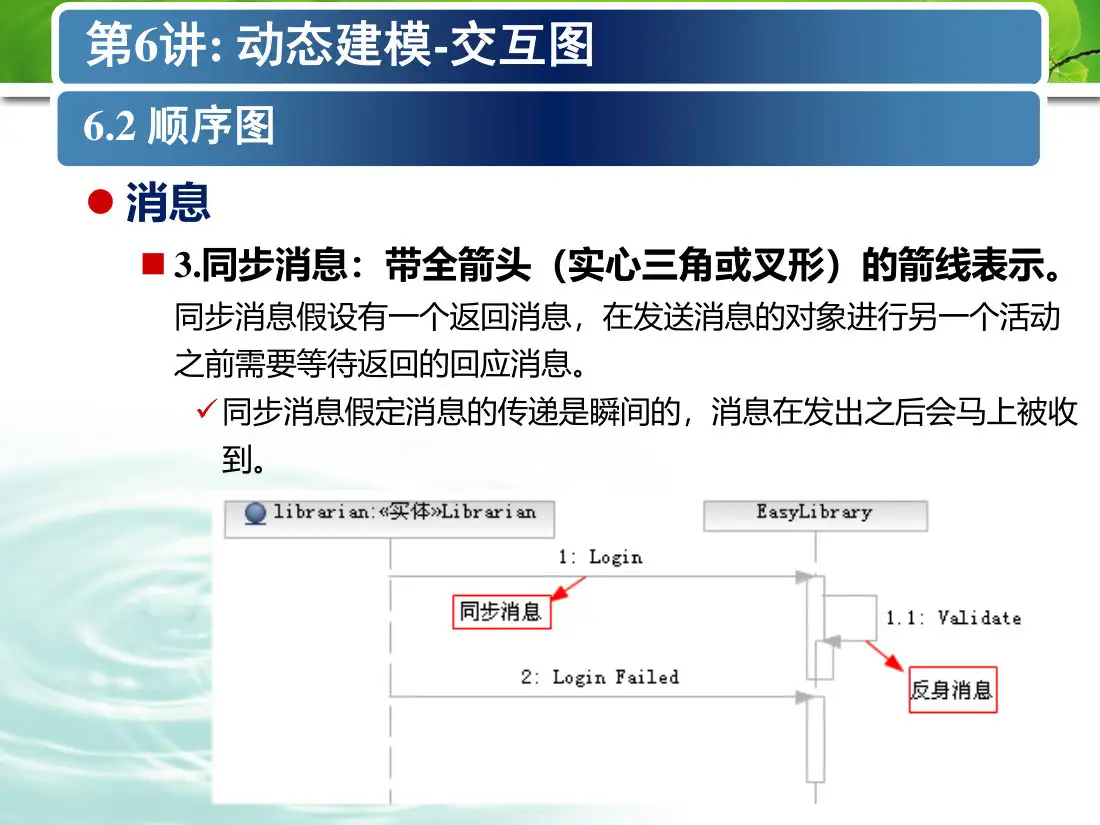 第6讲: 动态建模-交互图
6.2 顺序图
消息
3.同步消息：带全箭头（实心三角或叉形）的箭线表示。
同步消息假设有一个返回消息，在发送消息的对象进行另一个活动
之前需要等待返回的回应消息。
同步消息假定消息的传递是瞬间的，消息在发出之后会马上被收
到。
librarian:«实体»Librarian
EasyLibrary
1: Login
同步消息
1.1: Validate
2: Login Failed
反身消息